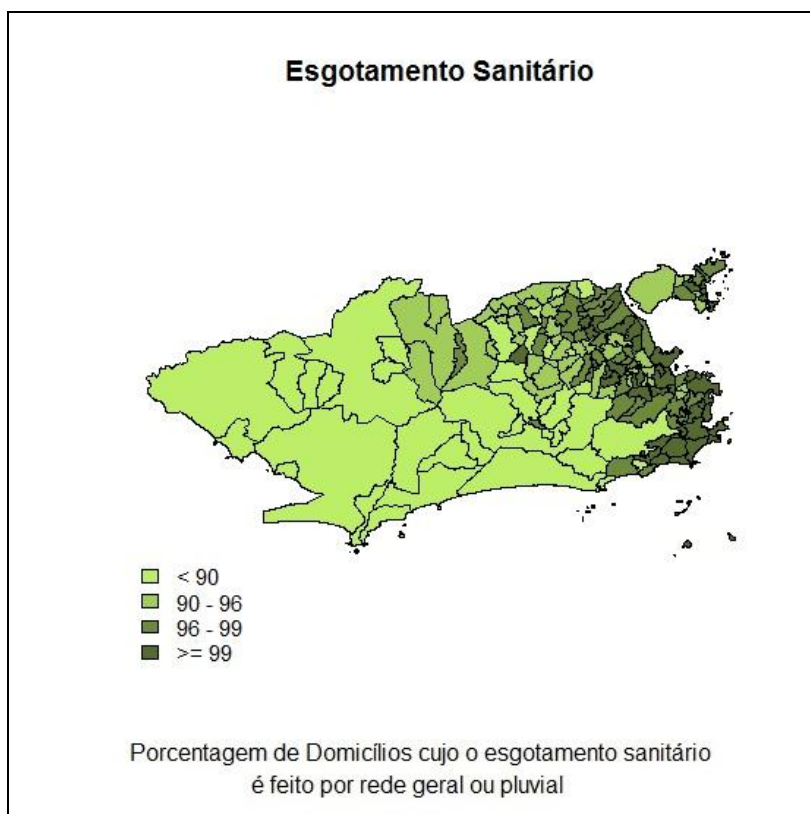 Esgotamento Sanitário
< 90
90 - 96
96 - 99
>= 99
Porcentagem de Domicílios cujo o esgotamento sanitário
é feito por rede geral ou pluvial